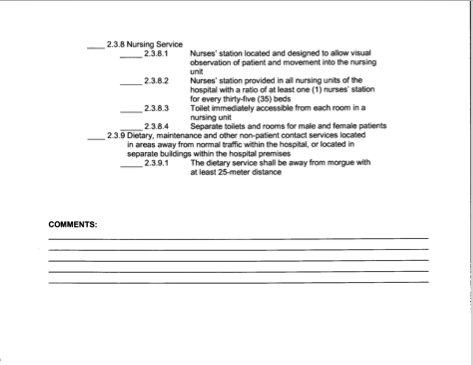 ____ 2.3.8 Nursing Service
____ 2.3.8.1 Nurses' station located and designed to allow visual
observation of patient and movement into the nursing
unit
____ 2.3.8.2 Nurses' station provided in all nursing units of the
hospital with a ratio of at least one (1) nurses' station
for every thirty-five (35) beds
____ 2.3.8.3 Toilet immediately accessible from each room in a
nursing unit
____ 2.3.8.4 Separate toilets and rooms for male and female patients
____ 2.3.9 Dietary, maintenance and other non-patient contact services located
in areas away from normal traffic within the hospital, or located in
separate buildings within the hospital premises
____ 2.3.9.1 The dietary service shall be away from morgue with
at least 25-meter distance
COMMENTS: